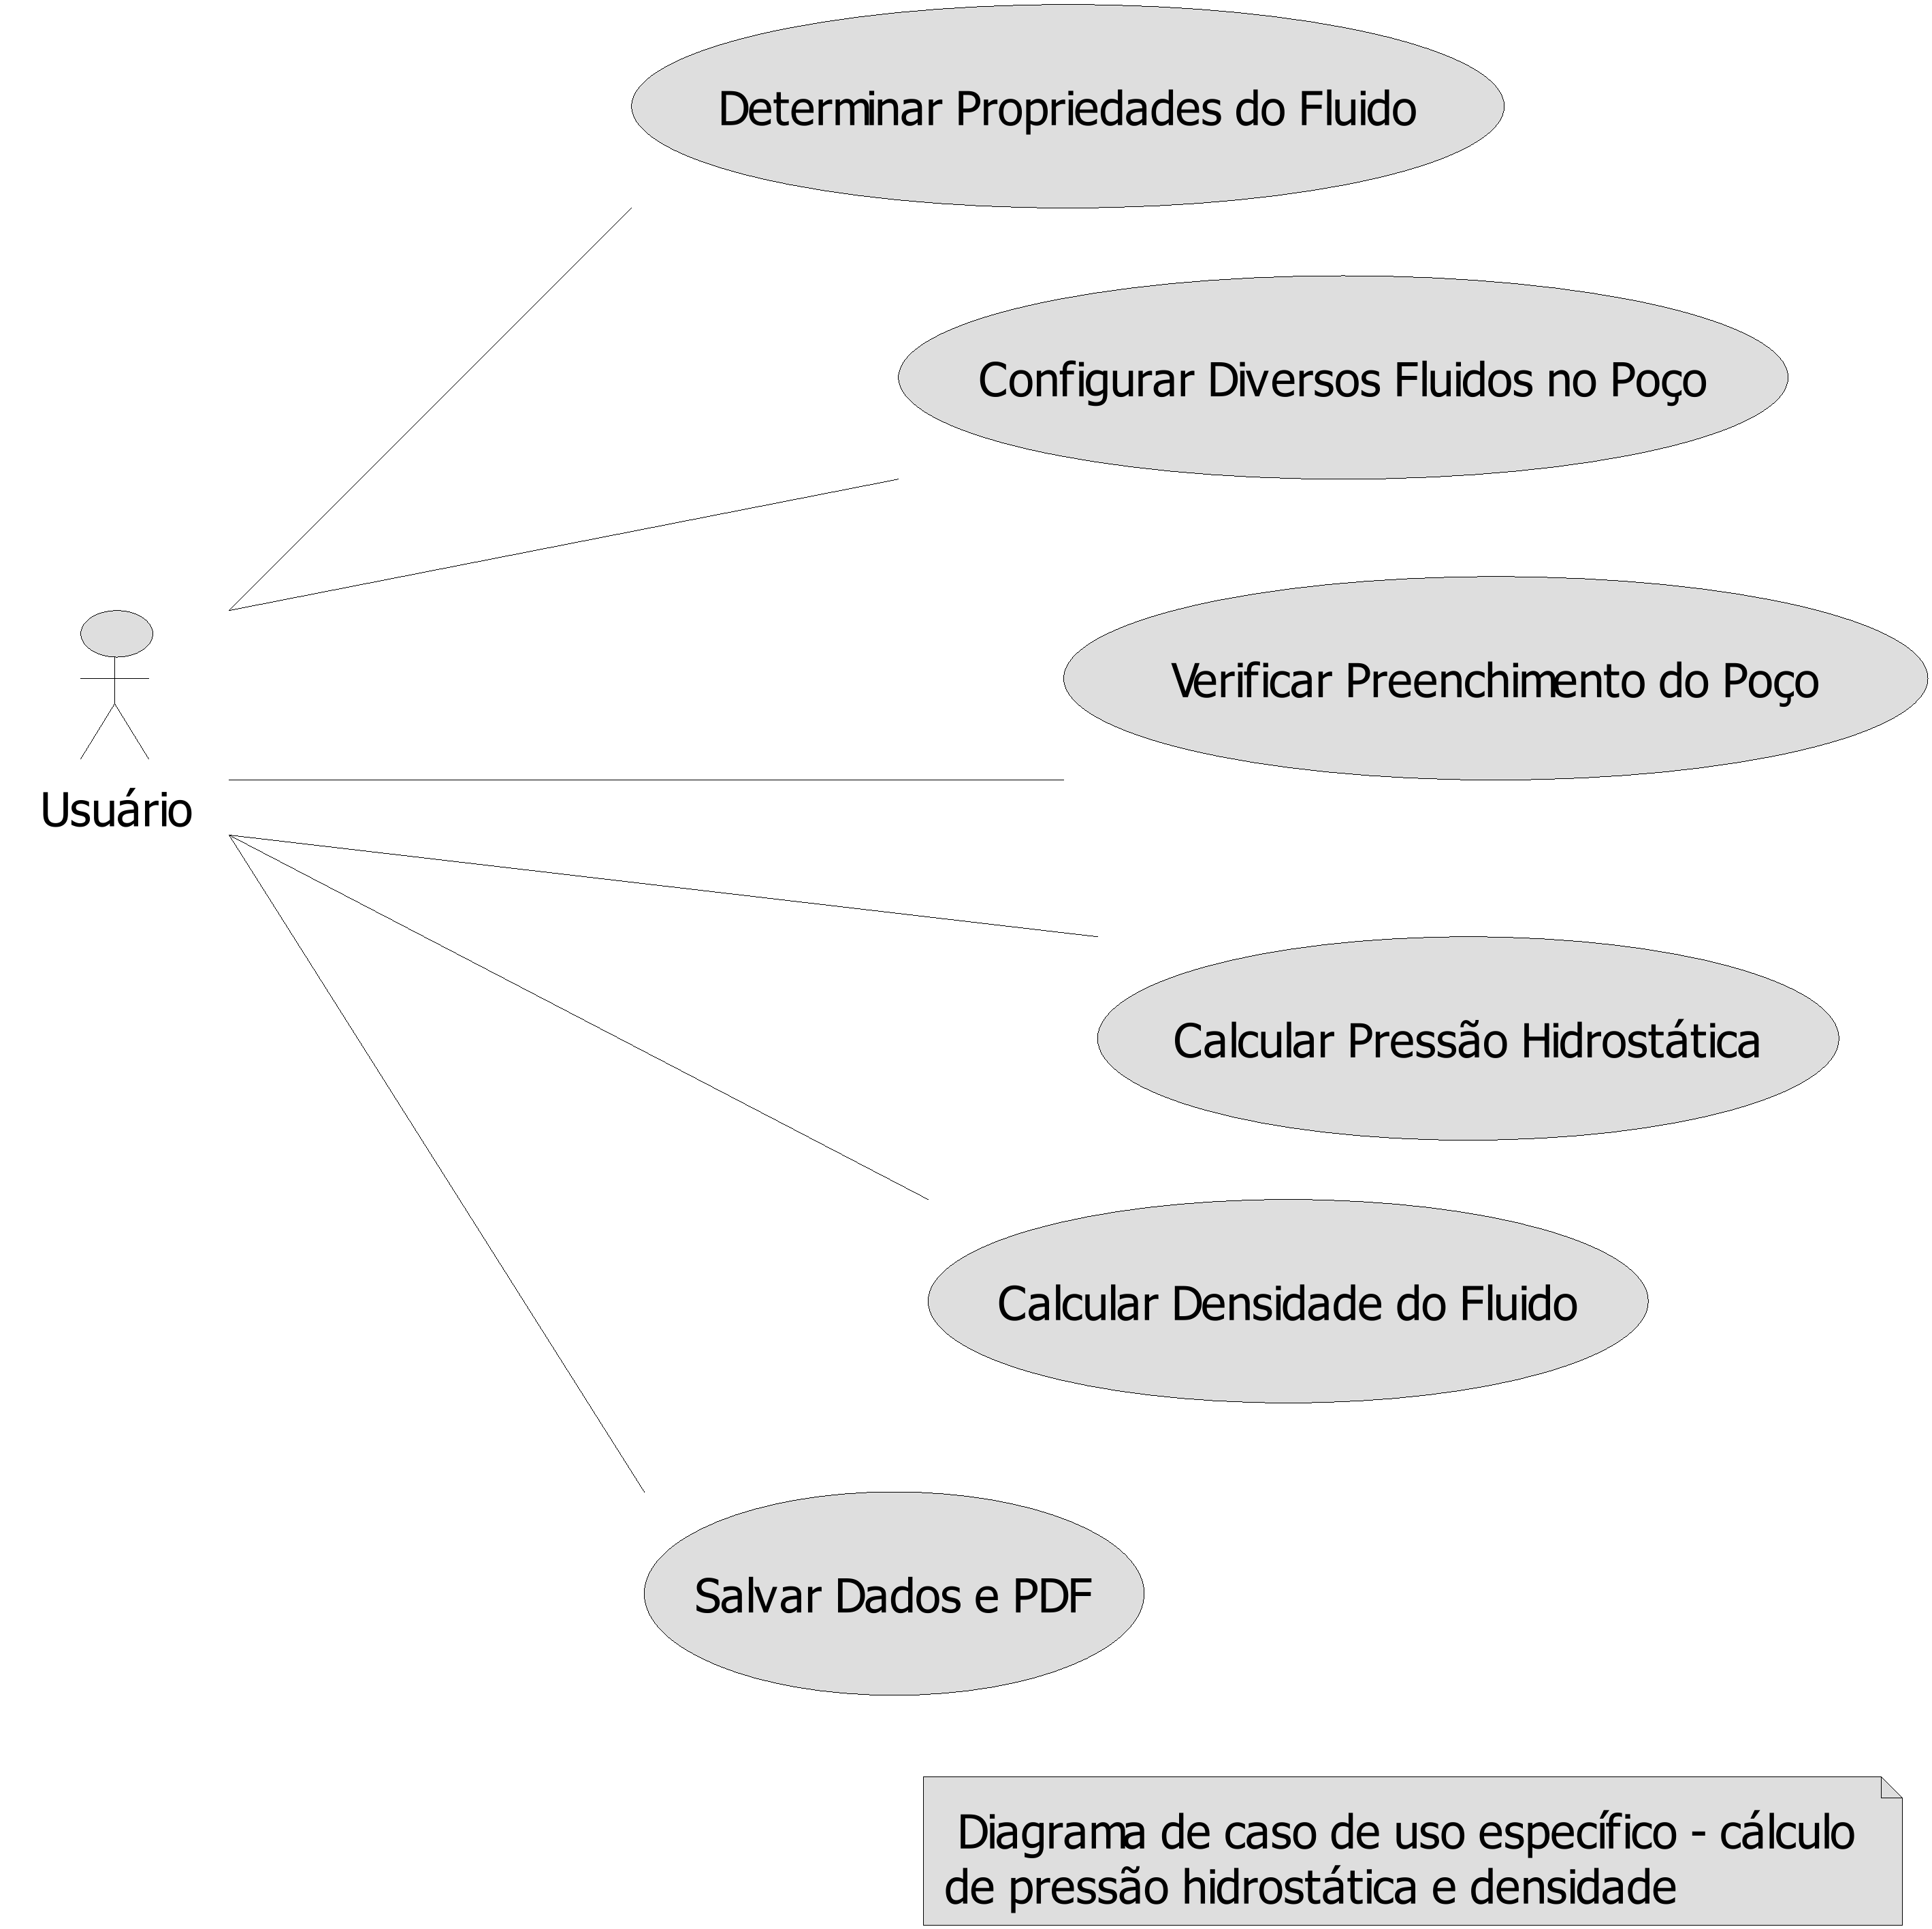 Determinar Propriedades do Fluido
Configurar Diversos Fluidos no Poço
Verificar Preenchimento do Poço
Usuário
Calcular Pressão Hidrostática
Calcular Densidade do Fluido
Salvar Dados e PDF
Diagrama de caso de uso específico - cálculo
de pressão hidrostática e densidade